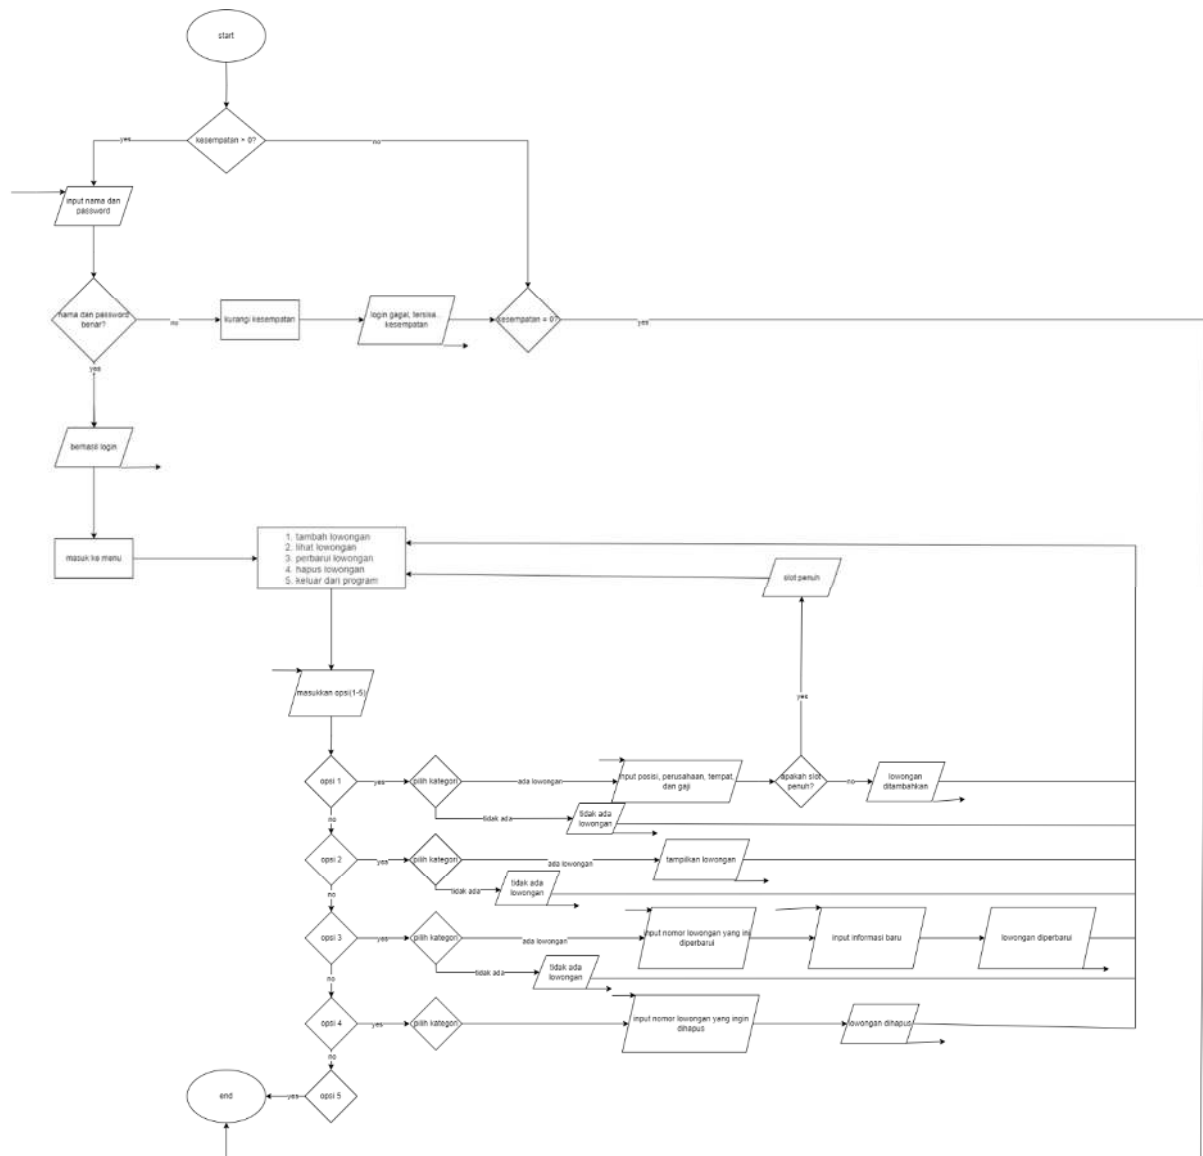 start
kesempatan > 0?
yes
no
input nama dan
password
nama dan password
benar?
no
kurangi kesempatan
login gagal, tersisa...
kesempatan
kesempatan = 0?
yes
yes
berhasil login
masuk ke menu
1. tambah lowongan
2. lihat lowongan
3. perbarui lowongan
4. hapus lowongan
5. keluar dari program
slot penuh
masukkan opsi(1-5)
yes
opsi 1
yes
pilih kategori
ada lowongan
input posisi, perusahaan, tempat,
dan gaji
apakah slot
penuh?
no
lowongan
ditambahkan
no
tidak ada
tidak ada
lowongan
opsi 2
yes
pilih kategori
ada lowongan
tampilkan lowongan
no
tidak ada
tidak ada
lowongan
opsi 3
yes
pilih kategori
ada lowongan
input nomor lowongan yang ini
diperbarui
input informasi baru
lowongan diperbarui
no
tidak ada
tidak ada
lowongan
opsi 4
yes
pilih kategori
input nomor lowongan yang ingin
dihapus
lowongan dihapus
no
end
yes
opsi 5